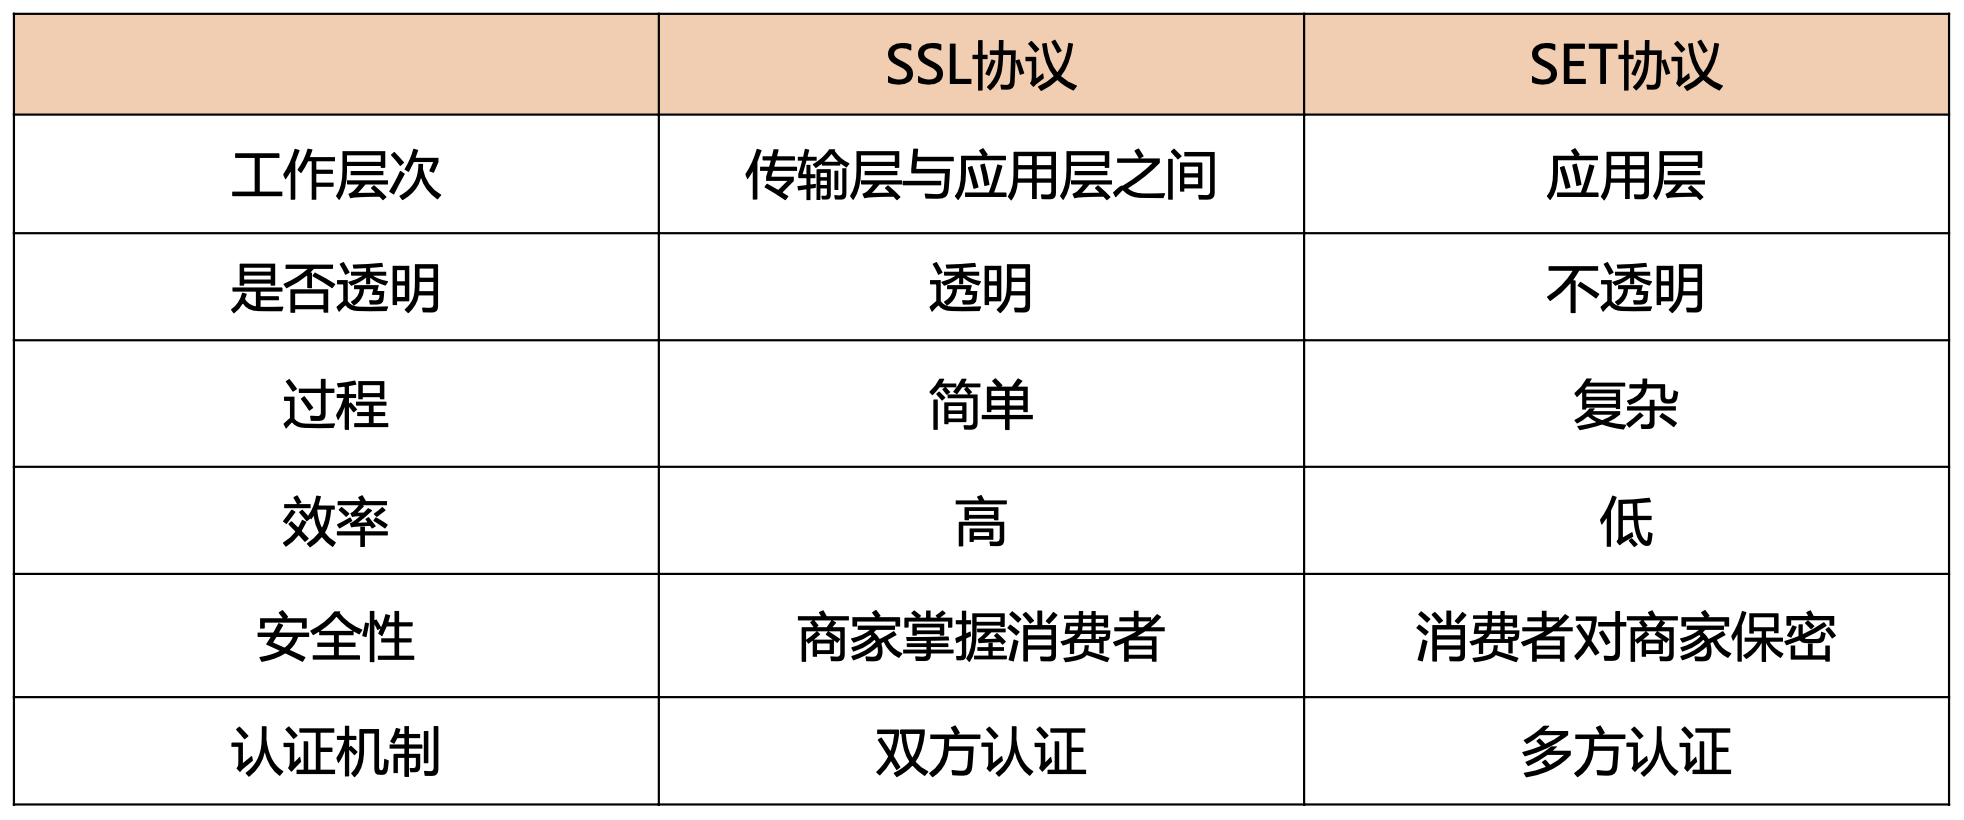 SSL协议 SET协议
工作层次 传输层与应用层之间 应用层
是否透明 透明 不透明
过程 简单 复杂
效率 高 低
安全性 商家掌握消费者 消费者对商家保密
认证机制 双方认证 多方认证